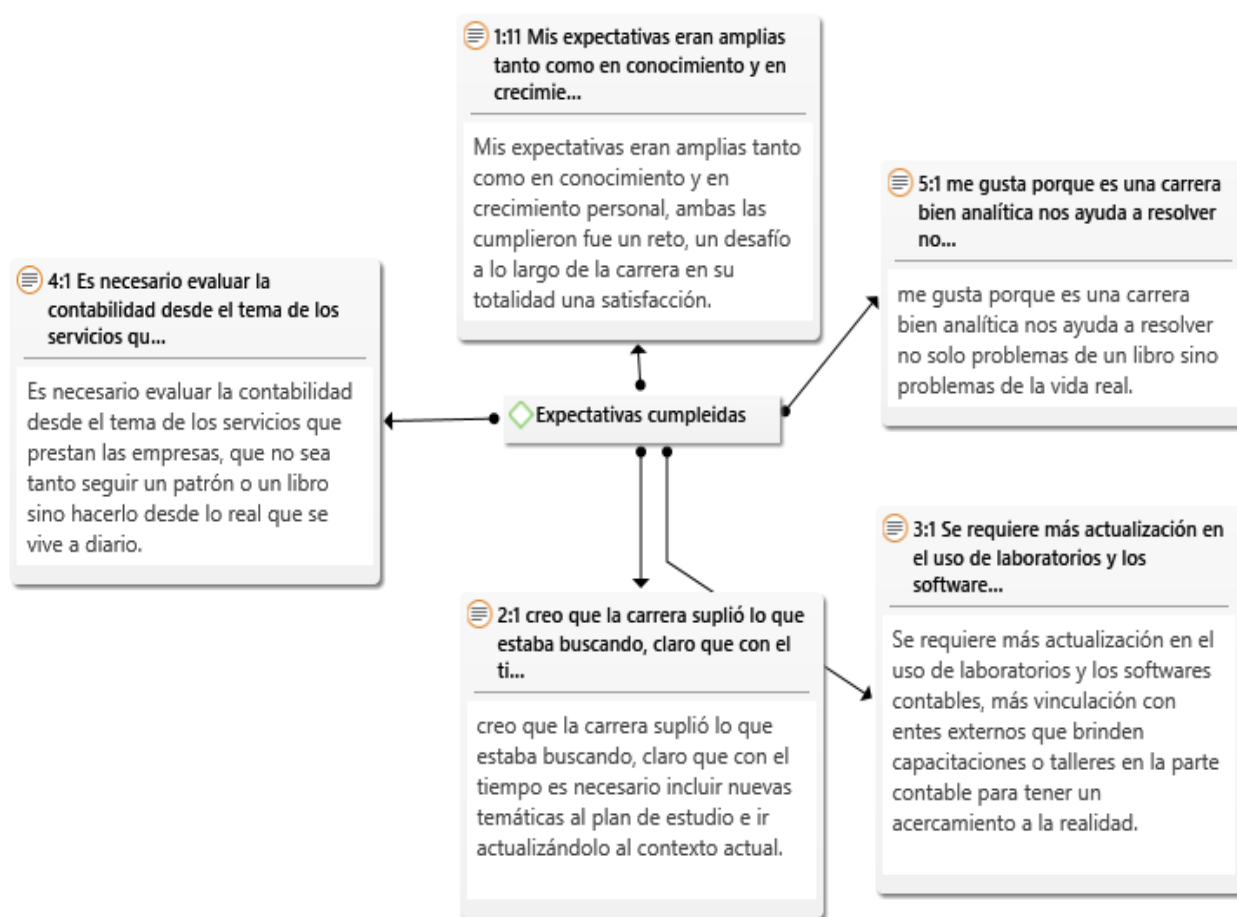 1:11 Mis expectativas eran amplias
tanto como en conocimiento y en
crecimie...
Mis expectativas eran amplias tanto
como en conocimiento y en
crecimiento personal, ambas las
cumplieron fue un reto, un desafío
a lo largo de la carrera en su
totalidad una satisfacción.
5:1 me gusta porque es una carrera
bien analítica nos ayuda a resolver
no...
me gusta porque es una carrera
bien analítica nos ayuda a resolver
no solo problemas de un libro sino
problemas de la vida real.
4:1 Es necesario evaluar la
contabilidad desde el tema de los
servicios qu...
Es necesario evaluar la contabilidad
desde el tema de los servicios que
prestan las empresas, que no sea
tanto seguir un patrón o un libro
sino hacerlo desde lo real que se
vive a diario.
Expectativas cumpleidas
2:1 creo que la carrera suplió lo que
estaba buscando, claro que con el
ti...
creo que la carrera suplió lo que
estaba buscando, claro que con el
tiempo es necesario incluir nuevas
temáticas al plan de estudio e ir
actualizándolo al contexto actual.
3:1 Se requiere más actualización en
el uso de laboratorios y los
software...
Se requiere más actualización en el
uso de laboratorios y los softwares
contables, más vinculación con
entes externos que brinden
capacitaciones o talleres en la parte
contable para tener un
acercamiento a la realidad.